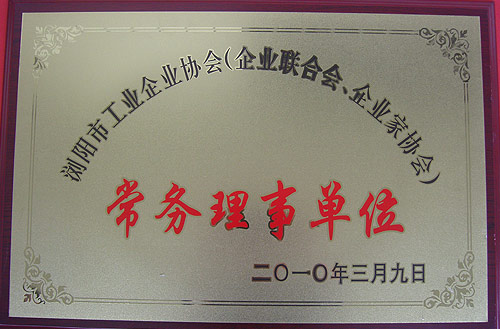 浏阳市工业企业协会(企业联合会、企业家协会)
常务理事单位
二〇一〇年三月九日